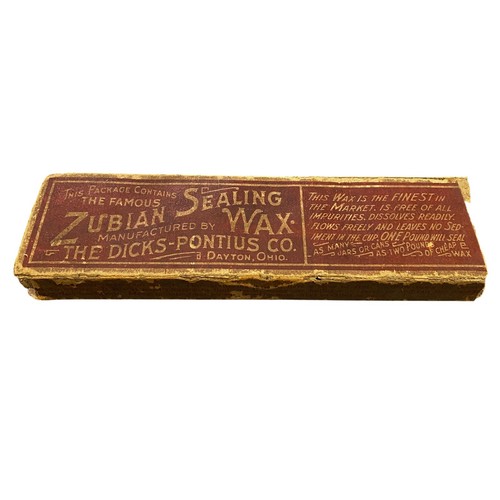 THIS PACKAGE CONTAINS
THE FAMOUS
ZUBIAN SEALING WAX.
MANUFACTURED BY
THE DICKS-PONTIUS CO.
DAYTON, OHIO.
THIS WAX IS THE FINEST IN
THE MARKET. IS FREE OF ALL
IMPURITIES, DISSOLVES READILY,
FLOWS FREELY AND LEAVES NO SED-
IMENT IN THE CUP. ONE POUND WILL SEAL
AS MANY JARS OR CANS AS TWO POUNDS OF CHEAP WAX